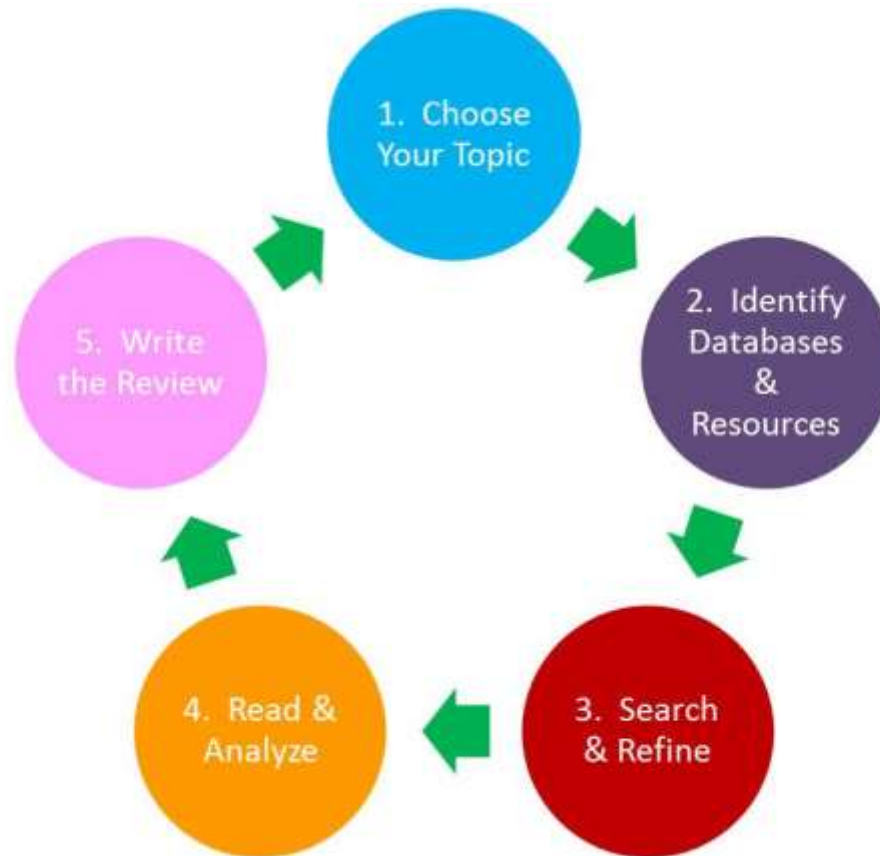 1. Choose
Your Topic
2. Identify
Databases
&
Resources
3. Search
& Refine
4. Read &
Analyze
5. Write
the Review